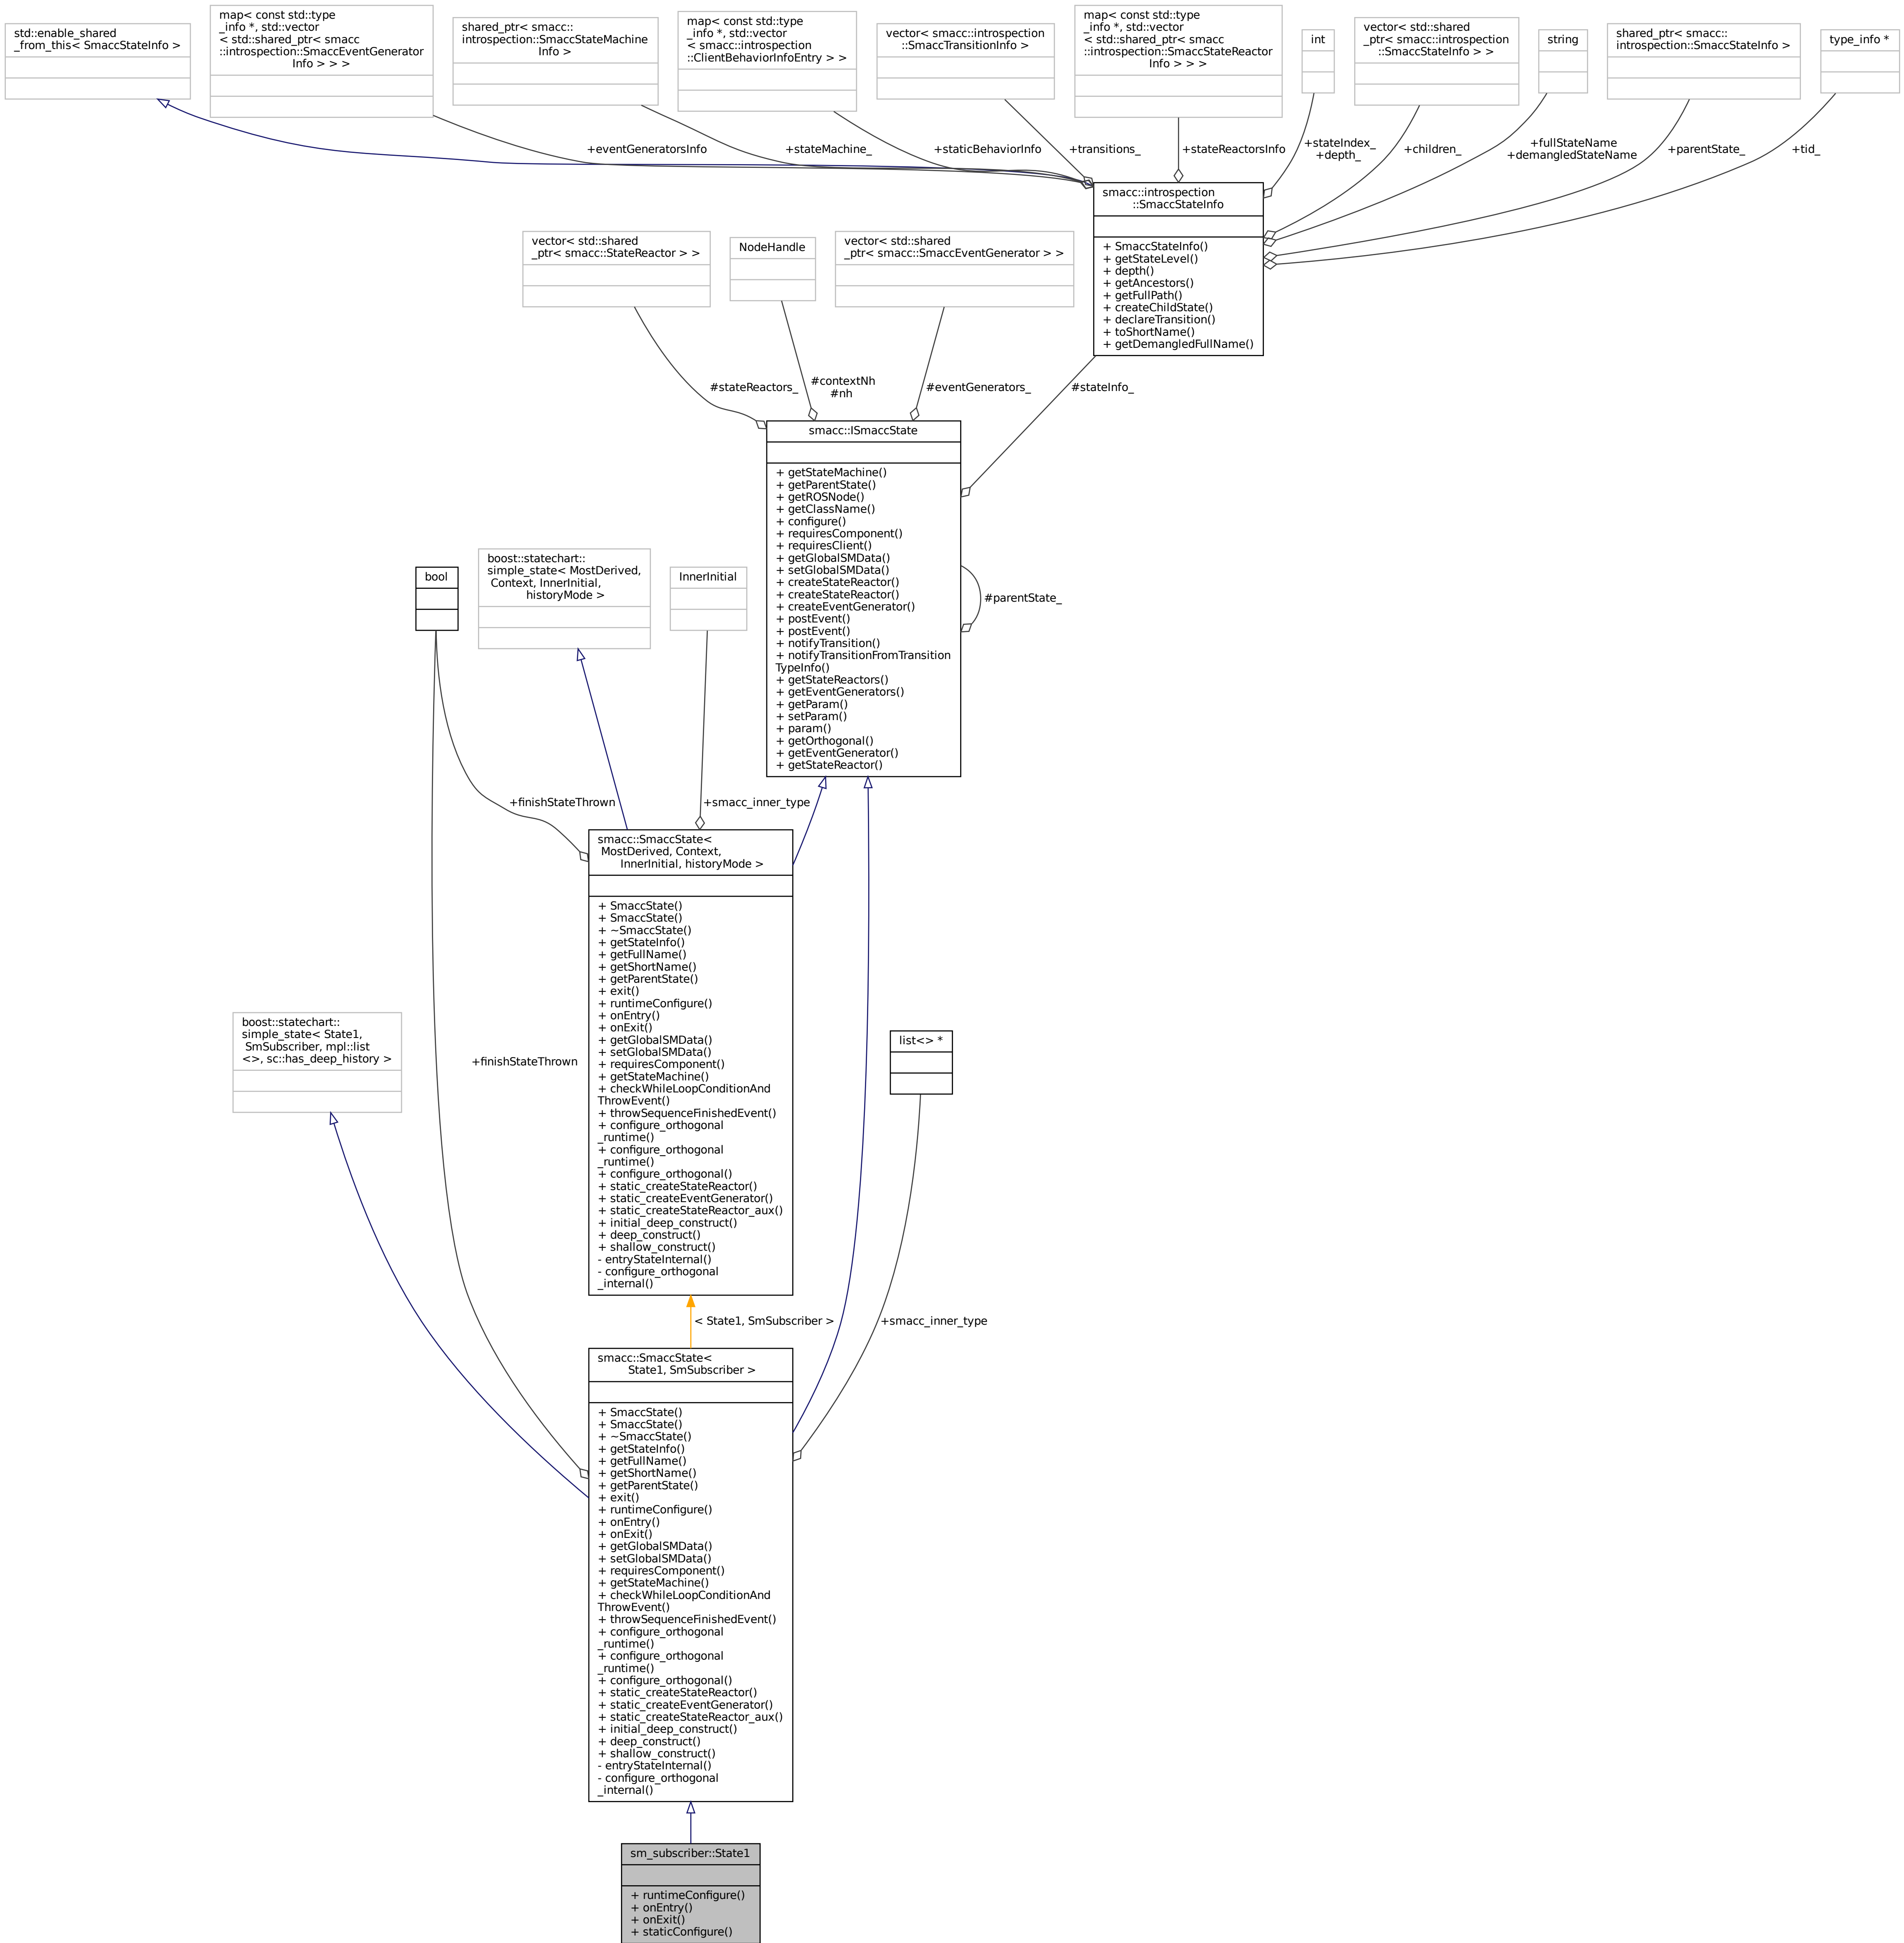 std::enable_shared
_from_this< SmaccStateInfo >
map< const std::type
_info *, std::vector
< std::shared_ptr< smacc
::introspection::SmaccEventGenerator
Info > > >
shared_ptr< smacc::
introspection::SmaccStateMachine
Info >
map< const std::type
_info *, std::vector
< smacc::introspection
::ClientBehaviorInfoEntry > >
vector< smacc::introspection
::SmaccTransitionInfo >
map< const std::type
_info *, std::vector
< std::shared_ptr< smacc
::introspection::SmaccStateReactor
Info > > >
int
vector< std::shared
_ptr< smacc::introspection
::SmaccStateInfo > >
string
shared_ptr< smacc::
introspection::SmaccStateInfo >
type_info *
+eventGeneratorsInfo
+stateMachine_
+staticBehaviorInfo
+transitions_
+stateReactorsInfo
+stateIndex_
+depth_
+children_
+fullStateName
+demangledStateName
+parentState_
+tid_
smacc::introspection
::SmaccStateInfo
+ SmaccStateInfo()
+ getStateLevel()
+ depth()
+ getAncestors()
+ getFullPath()
+ createChildState()
+ declareTransition()
+ toShortName()
+ getDemangledFullName()
vector< std::shared
_ptr< smacc::StateReactor > >
NodeHandle
vector< std::shared
_ptr< smacc::SmaccEventGenerator > >
#stateReactors_
#contextNh
#nh
#eventGenerators_
#stateInfo_
smacc::ISmaccState
+ getStateMachine()
+ getParentState()
+ getROSNode()
+ getClassName()
+ configure()
+ requiresComponent()
+ requiresClient()
+ getGlobalSMData()
+ setGlobalSMData()
+ createStateReactor()
+ createStateReactor()
+ createEventGenerator()
+ postEvent()
+ postEvent()
+ notifyTransition()
+ notifyTransitionFromTransition
TypeInfo()
+ getStateReactors()
+ getEventGenerators()
+ getParam()
+ setParam()
+ param()
+ getOrthogonal()
+ getEventGenerator()
+ getStateReactor()
#parentState_
bool
boost::statechart::
simple_state< MostDerived,
Context, InnerInitial,
historyMode >
InnerInitial
+finishStateThrown
+smacc_inner_type
smacc::SmaccState<
MostDerived, Context,
InnerInitial, historyMode >
+ SmaccState()
+ SmaccState()
+ ~SmaccState()
+ getStateInfo()
+ getFullName()
+ getShortName()
+ getParentState()
+ exit()
+ runtimeConfigure()
+ onEntry()
+ onExit()
+ getGlobalSMData()
+ setGlobalSMData()
+ requiresComponent()
+ getStateMachine()
+ checkWhileLoopConditionAnd
ThrowEvent()
+ throwSequenceFinishedEvent()
+ configure_orthogonal
_runtime()
+ configure_orthogonal
_runtime()
+ configure_orthogonal()
+ static_createStateReactor()
+ static_createEventGenerator()
+ static_createStateReactor_aux()
+ initial_deep_construct()
+ deep_construct()
+ shallow_construct()
- entryStateInternal()
- configure_orthogonal
_internal()
boost::statechart::
simple_state< State1,
SmSubscriber, mpl::list
<>, sc::has_deep_history >
+finishStateThrown
list<> *
< State1, SmSubscriber >
+smacc_inner_type
smacc::SmaccState<
State1, SmSubscriber >
+ SmaccState()
+ SmaccState()
+ ~SmaccState()
+ getStateInfo()
+ getFullName()
+ getShortName()
+ getParentState()
+ exit()
+ runtimeConfigure()
+ onEntry()
+ onExit()
+ getGlobalSMData()
+ setGlobalSMData()
+ requiresComponent()
+ getStateMachine()
+ checkWhileLoopConditionAnd
ThrowEvent()
+ throwSequenceFinishedEvent()
+ configure_orthogonal
_runtime()
+ configure_orthogonal
_runtime()
+ configure_orthogonal()
+ static_createStateReactor()
+ static_createEventGenerator()
+ static_createStateReactor_aux()
+ initial_deep_construct()
+ deep_construct()
+ shallow_construct()
- entryStateInternal()
- configure_orthogonal
_internal()
sm_subscriber::State1
+ runtimeConfigure()
+ onEntry()
+ onExit()
+ staticConfigure()